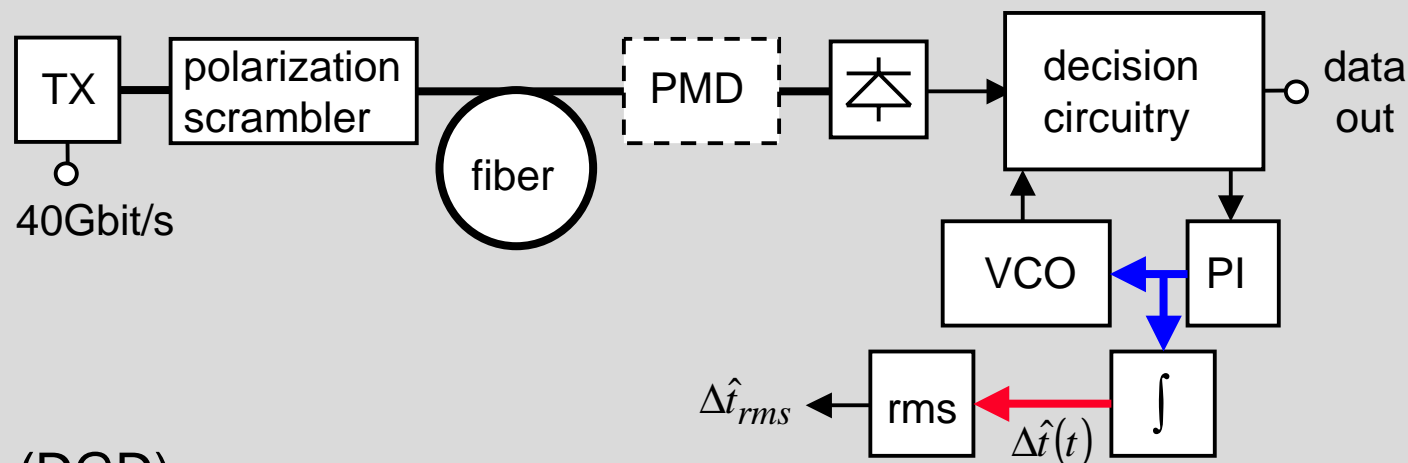 TX
polarization
scrambler
fiber
PMD
decision
circuitry
data
out
40Gbit/s
VCO
PI
Δt̂rms
rms
Δt̂(t)
∫